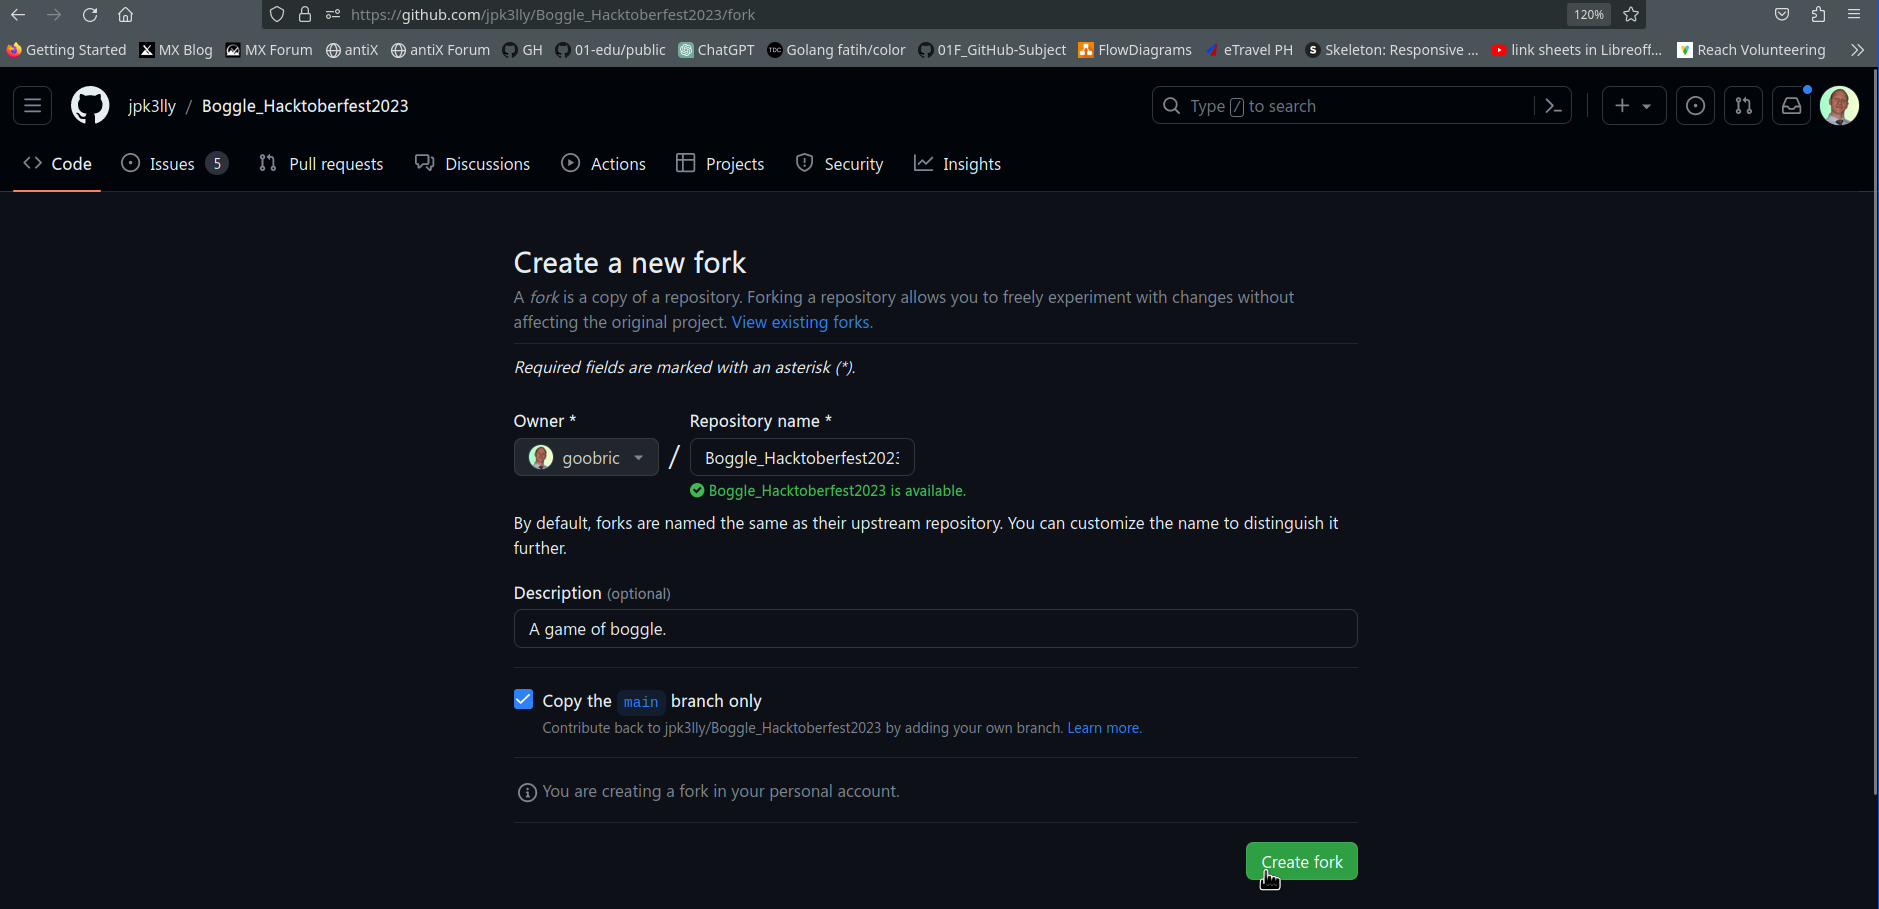 https://github.com/jpk3lly/Boggle_Hacktoberfest2023/fork 120%
Getting Started MX Blog MX Forum antiX antiX Forum GH 01-edu/public ChatGPT TDC Golang fatih/color 01F_GitHub-Subject FlowDiagrams eTravel PH S Skeleton: Responsive ... link sheets in Libreoff... Reach Volunteering
jpk3lly / Boggle_Hacktoberfest2023 Type / to search
Code Issues 5 Pull requests Discussions Actions Projects Security Insights
Create a new fork
A fork is a copy of a repository. Forking a repository allows you to freely experiment with changes without
affecting the original project. View existing forks.
Required fields are marked with an asterisk (*).
Owner * Repository name *
goobric / Boggle_Hacktoberfest2023
Boggle_Hacktoberfest2023 is available.
By default, forks are named the same as their upstream repository. You can customize the name to distinguish it
further.
Description (optional)
A game of boggle.
Copy the main branch only
Contribute back to jpk3lly/Boggle_Hacktoberfest2023 by adding your own branch. Learn more.
You are creating a fork in your personal account.
Create fork